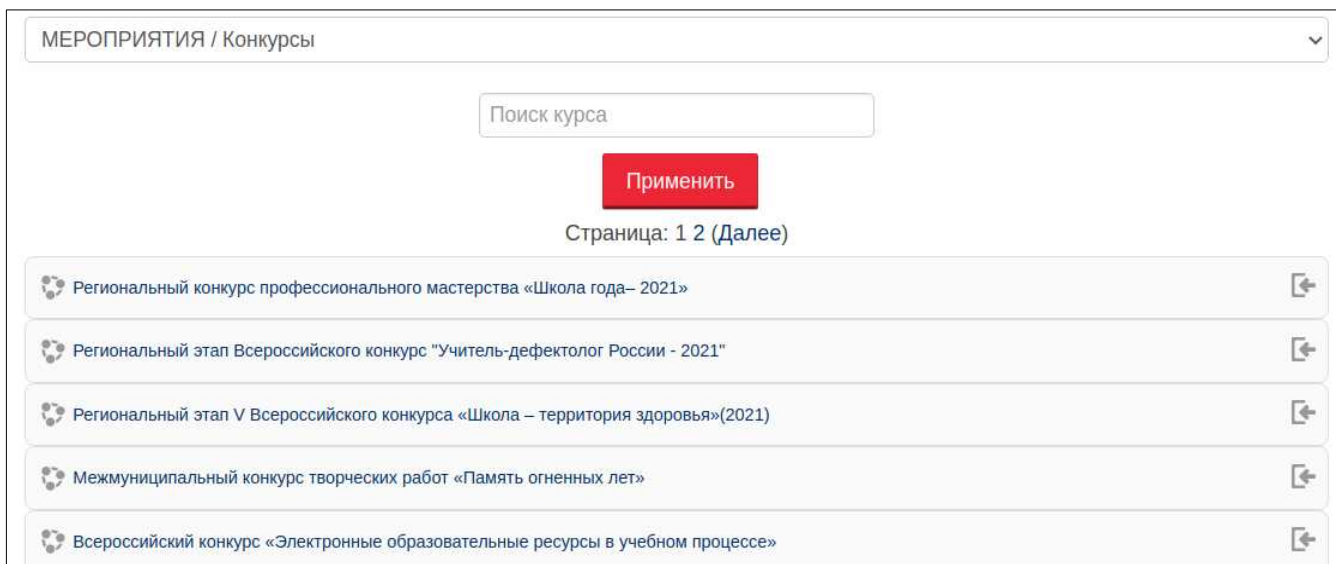 МЕРОПРИЯТИЯ / Конкурсы
Поиск курса
Применить
Страница: 1 2 (Далее)
Региональный конкурс профессионального мастерства «Школа года– 2021»
Региональный этап Всероссийского конкурс "Учитель-дефектолог России - 2021"
Региональный этап V Всероссийского конкурса «Школа – территория здоровья»(2021)
Межмуниципальный конкурс творческих работ «Память огненных лет»
Всероссийский конкурс «Электронные образовательные ресурсы в учебном процессе»